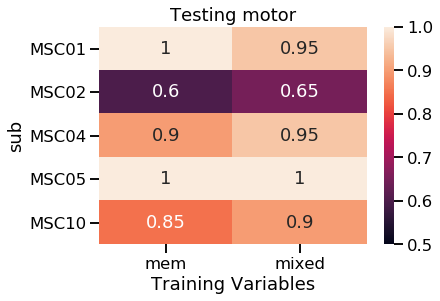 Testing motor
sub
MSC01 1 0.95
MSC02 0.6 0.65
MSC04 0.9 0.95
MSC05 1 1
MSC10 0.85 0.9
mem mixed
Training Variables
1.0
0.9
0.8
0.7
0.6
0.5